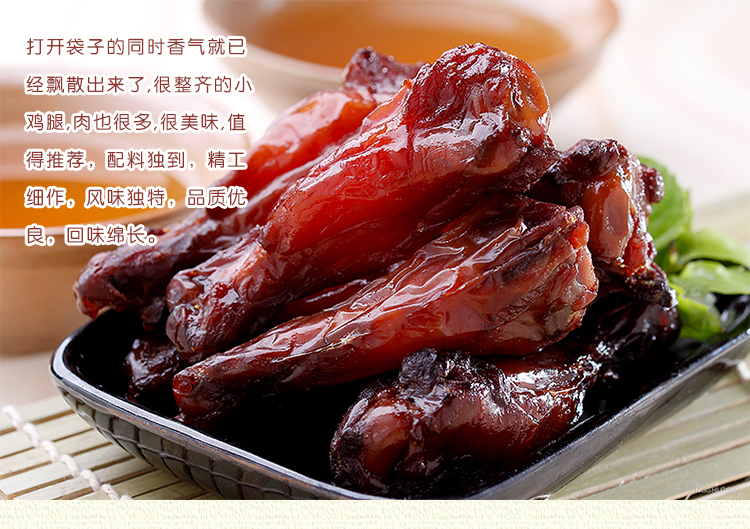 打开袋子的同时香气就已
经飘散出来了,很整齐的小
鸡腿,肉也很多,很美味,值
得推荐。配料独到、精工
细作，风味独特，品质优
良，回味绵长。